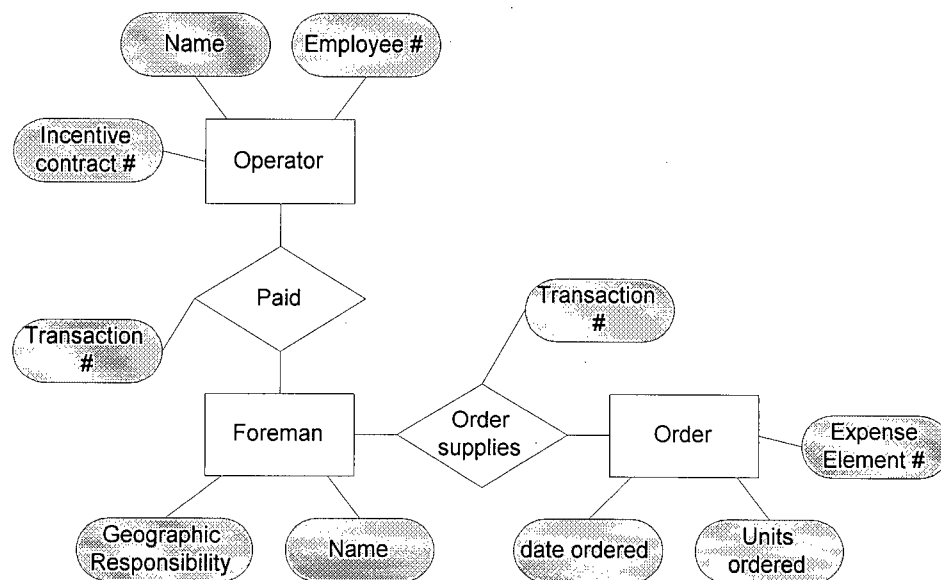 Name
Employee #
Incentive
contract #
Operator
Paid
Transaction
#
Transaction
#
Foreman
Order
supplies
Order
Expense
Element #
Geographic
Responsibility
Name
date ordered
Units
ordered